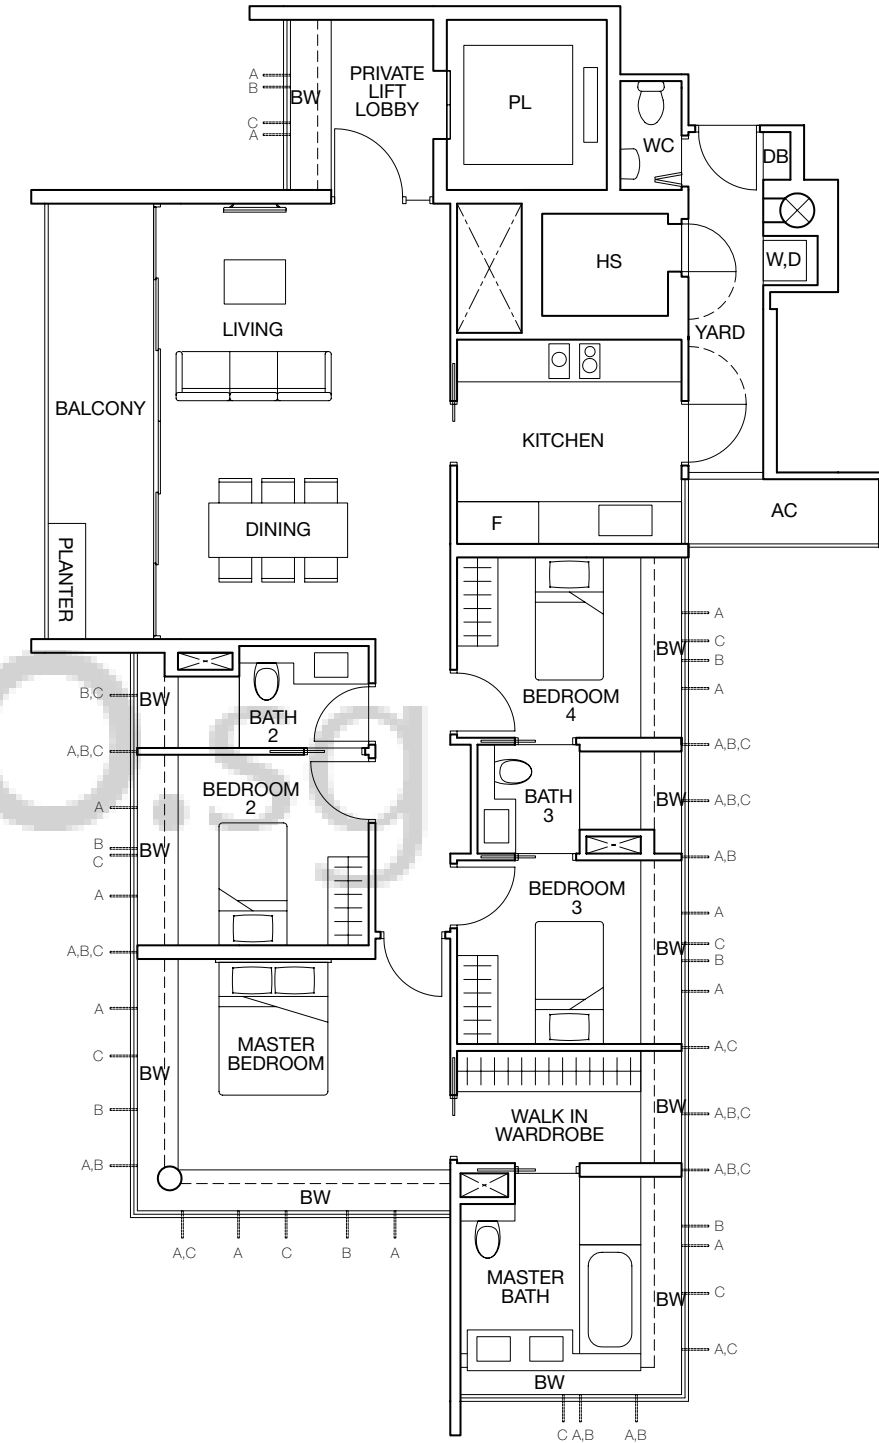 A
B
BW
C
A
PRIVATE
LIFT
LOBBY
PL
WC
DB
W,D
HS
YARD
LIVING
BALCONY
KITCHEN
DINING
F
AC
PLANTER
BW
A
C
B
A
BEDROOM
4
B,C
BW
BATH
2
A,B,C
A,B,C
BEDROOM
2
A
BATH
3
BW
A,B,C
B
C
BW
A,B
A
BEDROOM
3
A
A,B,C
BW
C
B
A
A
MASTER
BEDROOM
C
BW
B
A,B
BW
A,C
A
C
B
A
A,C
BW
A,B,C
WALK IN
WARDROBE
A,B,C
B
A
MASTER
BATH
BW
C
A,C
BW
C
A,B
A,B
o.sg